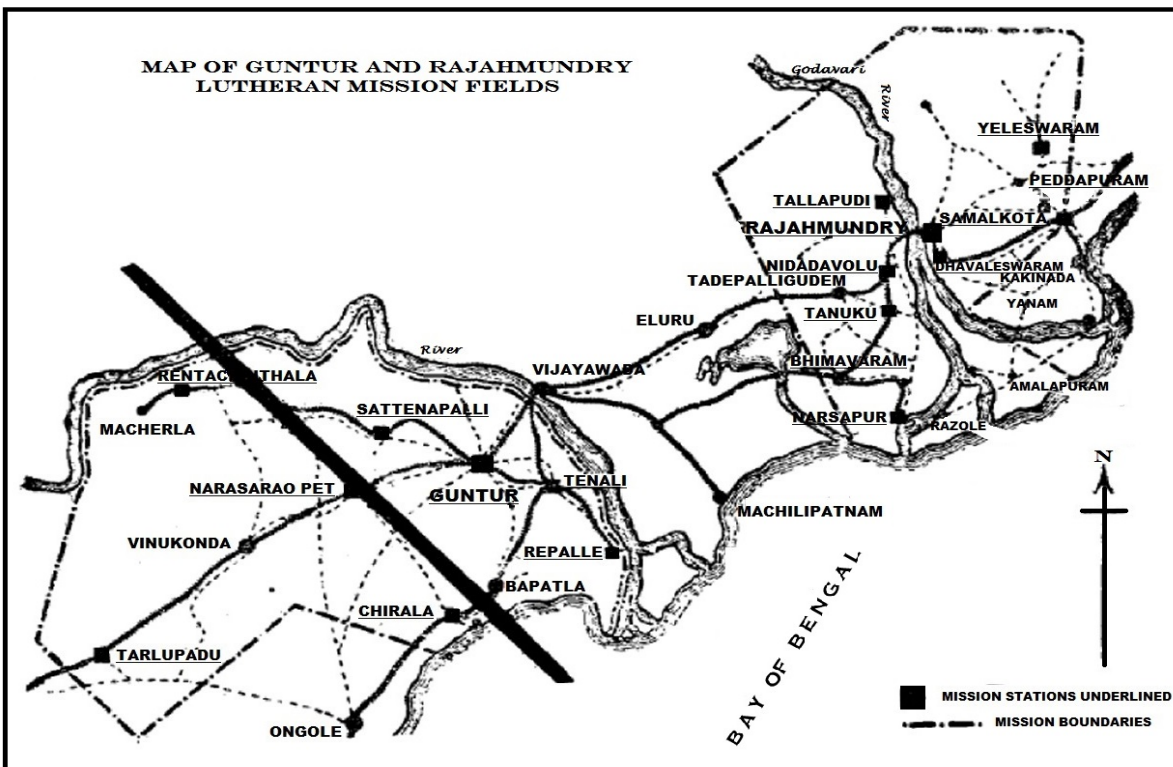 MAP OF GUNTUR AND RAJAHMUNDRY
LUTHERAN MISSION FIELDS
Godavari
River
YELESWARAM
PEDDAPURAM
TALLAPUDI
SAMALKOTA
RAJAHMUNDRY
NIDADAVOLU
DHAVALESWARAM
KAKINADA
TADEPALLIGUDEM
YANAM
TANUKU
ELURU
River
BHIMAVARAM
VIJAYAWADA
AMALAPURAM
SATTENAPALLI
MACHERLA
NARSAPUR
RAZOLE
N
GUNTUR
TENALI
NARASARAO PET
MACHILIPATNAM
VINUKONDA
REPALLE
BAPATLA
CHIRALA
TARLUPADU
BAY OF BENGAL
ONGOLE
MISSION STATIONS UNDERLINED
MISSION BOUNDARIES